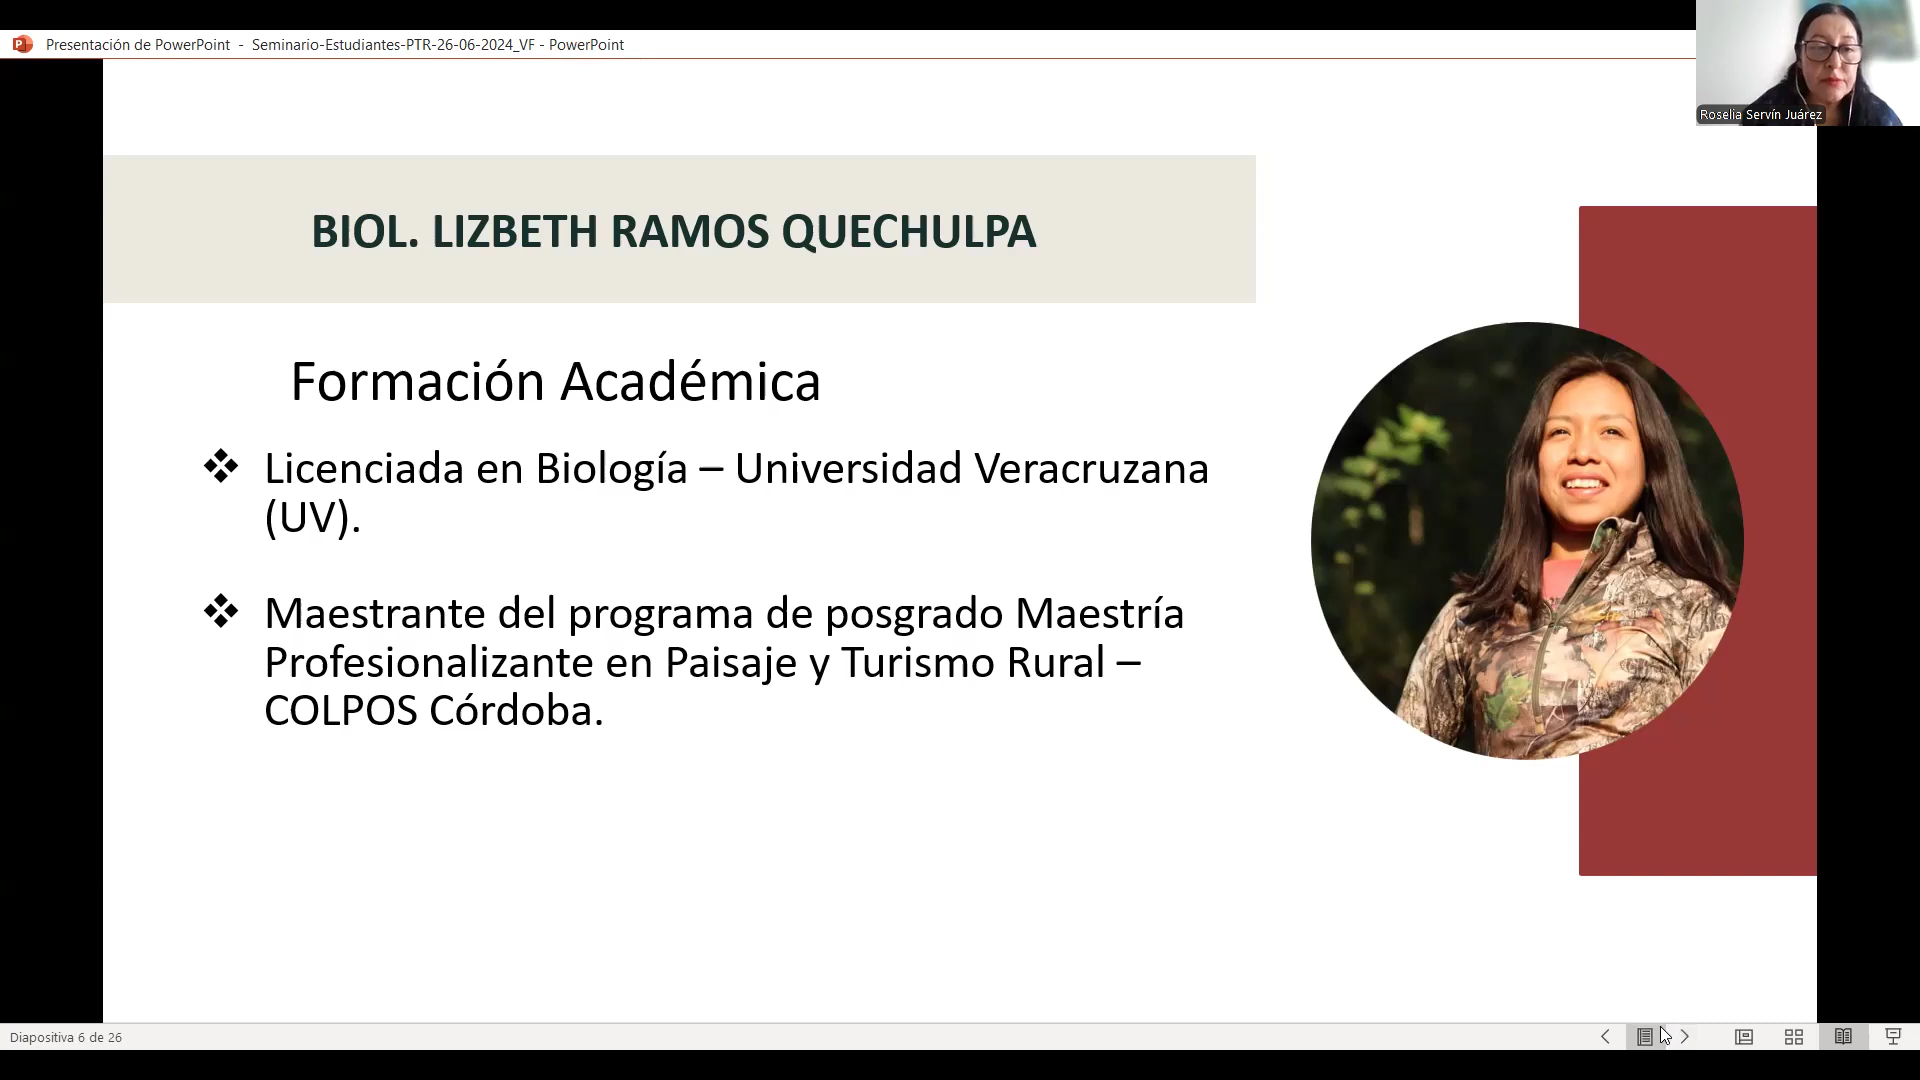 Presentación de PowerPoint - Seminario-Estudiantes-PTR-26-06-2024_VF - PowerPoint
Roselia Servín Juárez
BIOL. LIZBETH RAMOS QUECHULPA
Formación Académica
❖ Licenciada en Biología – Universidad Veracruzana
(UV).
❖ Maestrante del programa de posgrado Maestría
Profesionalizante en Paisaje y Turismo Rural –
COLPOS Córdoba.
Diapositiva 6 de 26